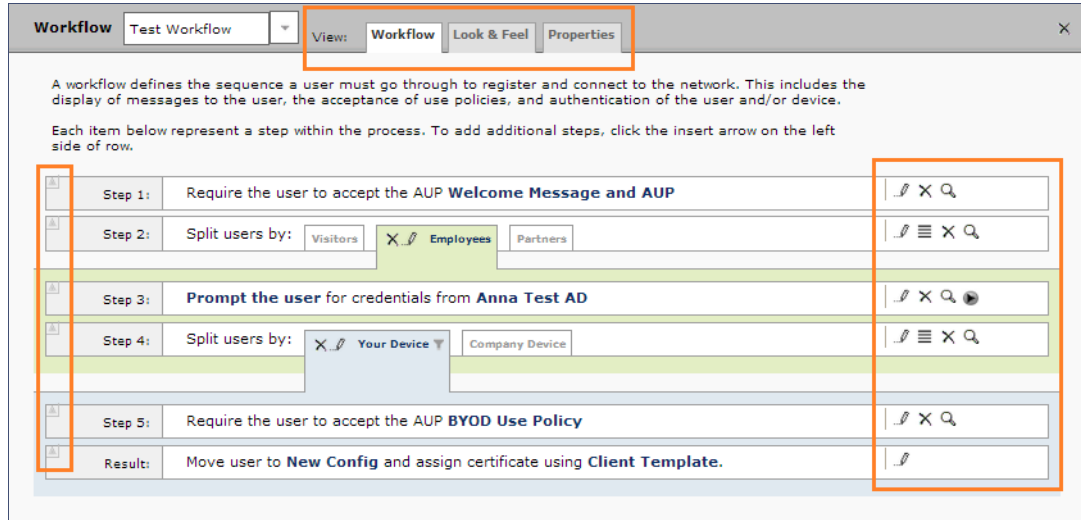 Workflow Test Workflow View: Workflow Look & Feel Properties
A workflow defines the sequence a user must go through to register and connect to the network. This includes the
display of messages to the user, the acceptance of use policies, and authentication of the user and/or device.
Each item below represent a step within the process. To add additional steps, click the insert arrow on the left
side of row.
Step 1: Require the user to accept the AUP Welcome Message and AUP
Step 2: Split users by: Visitors Employees Partners
Step 3: Prompt the user for credentials from Anna Test AD
Step 4: Split users by: Your Device Company Device
Step 5: Require the user to accept the AUP BYOD Use Policy
Result: Move user to New Config and assign certificate using Client Template.